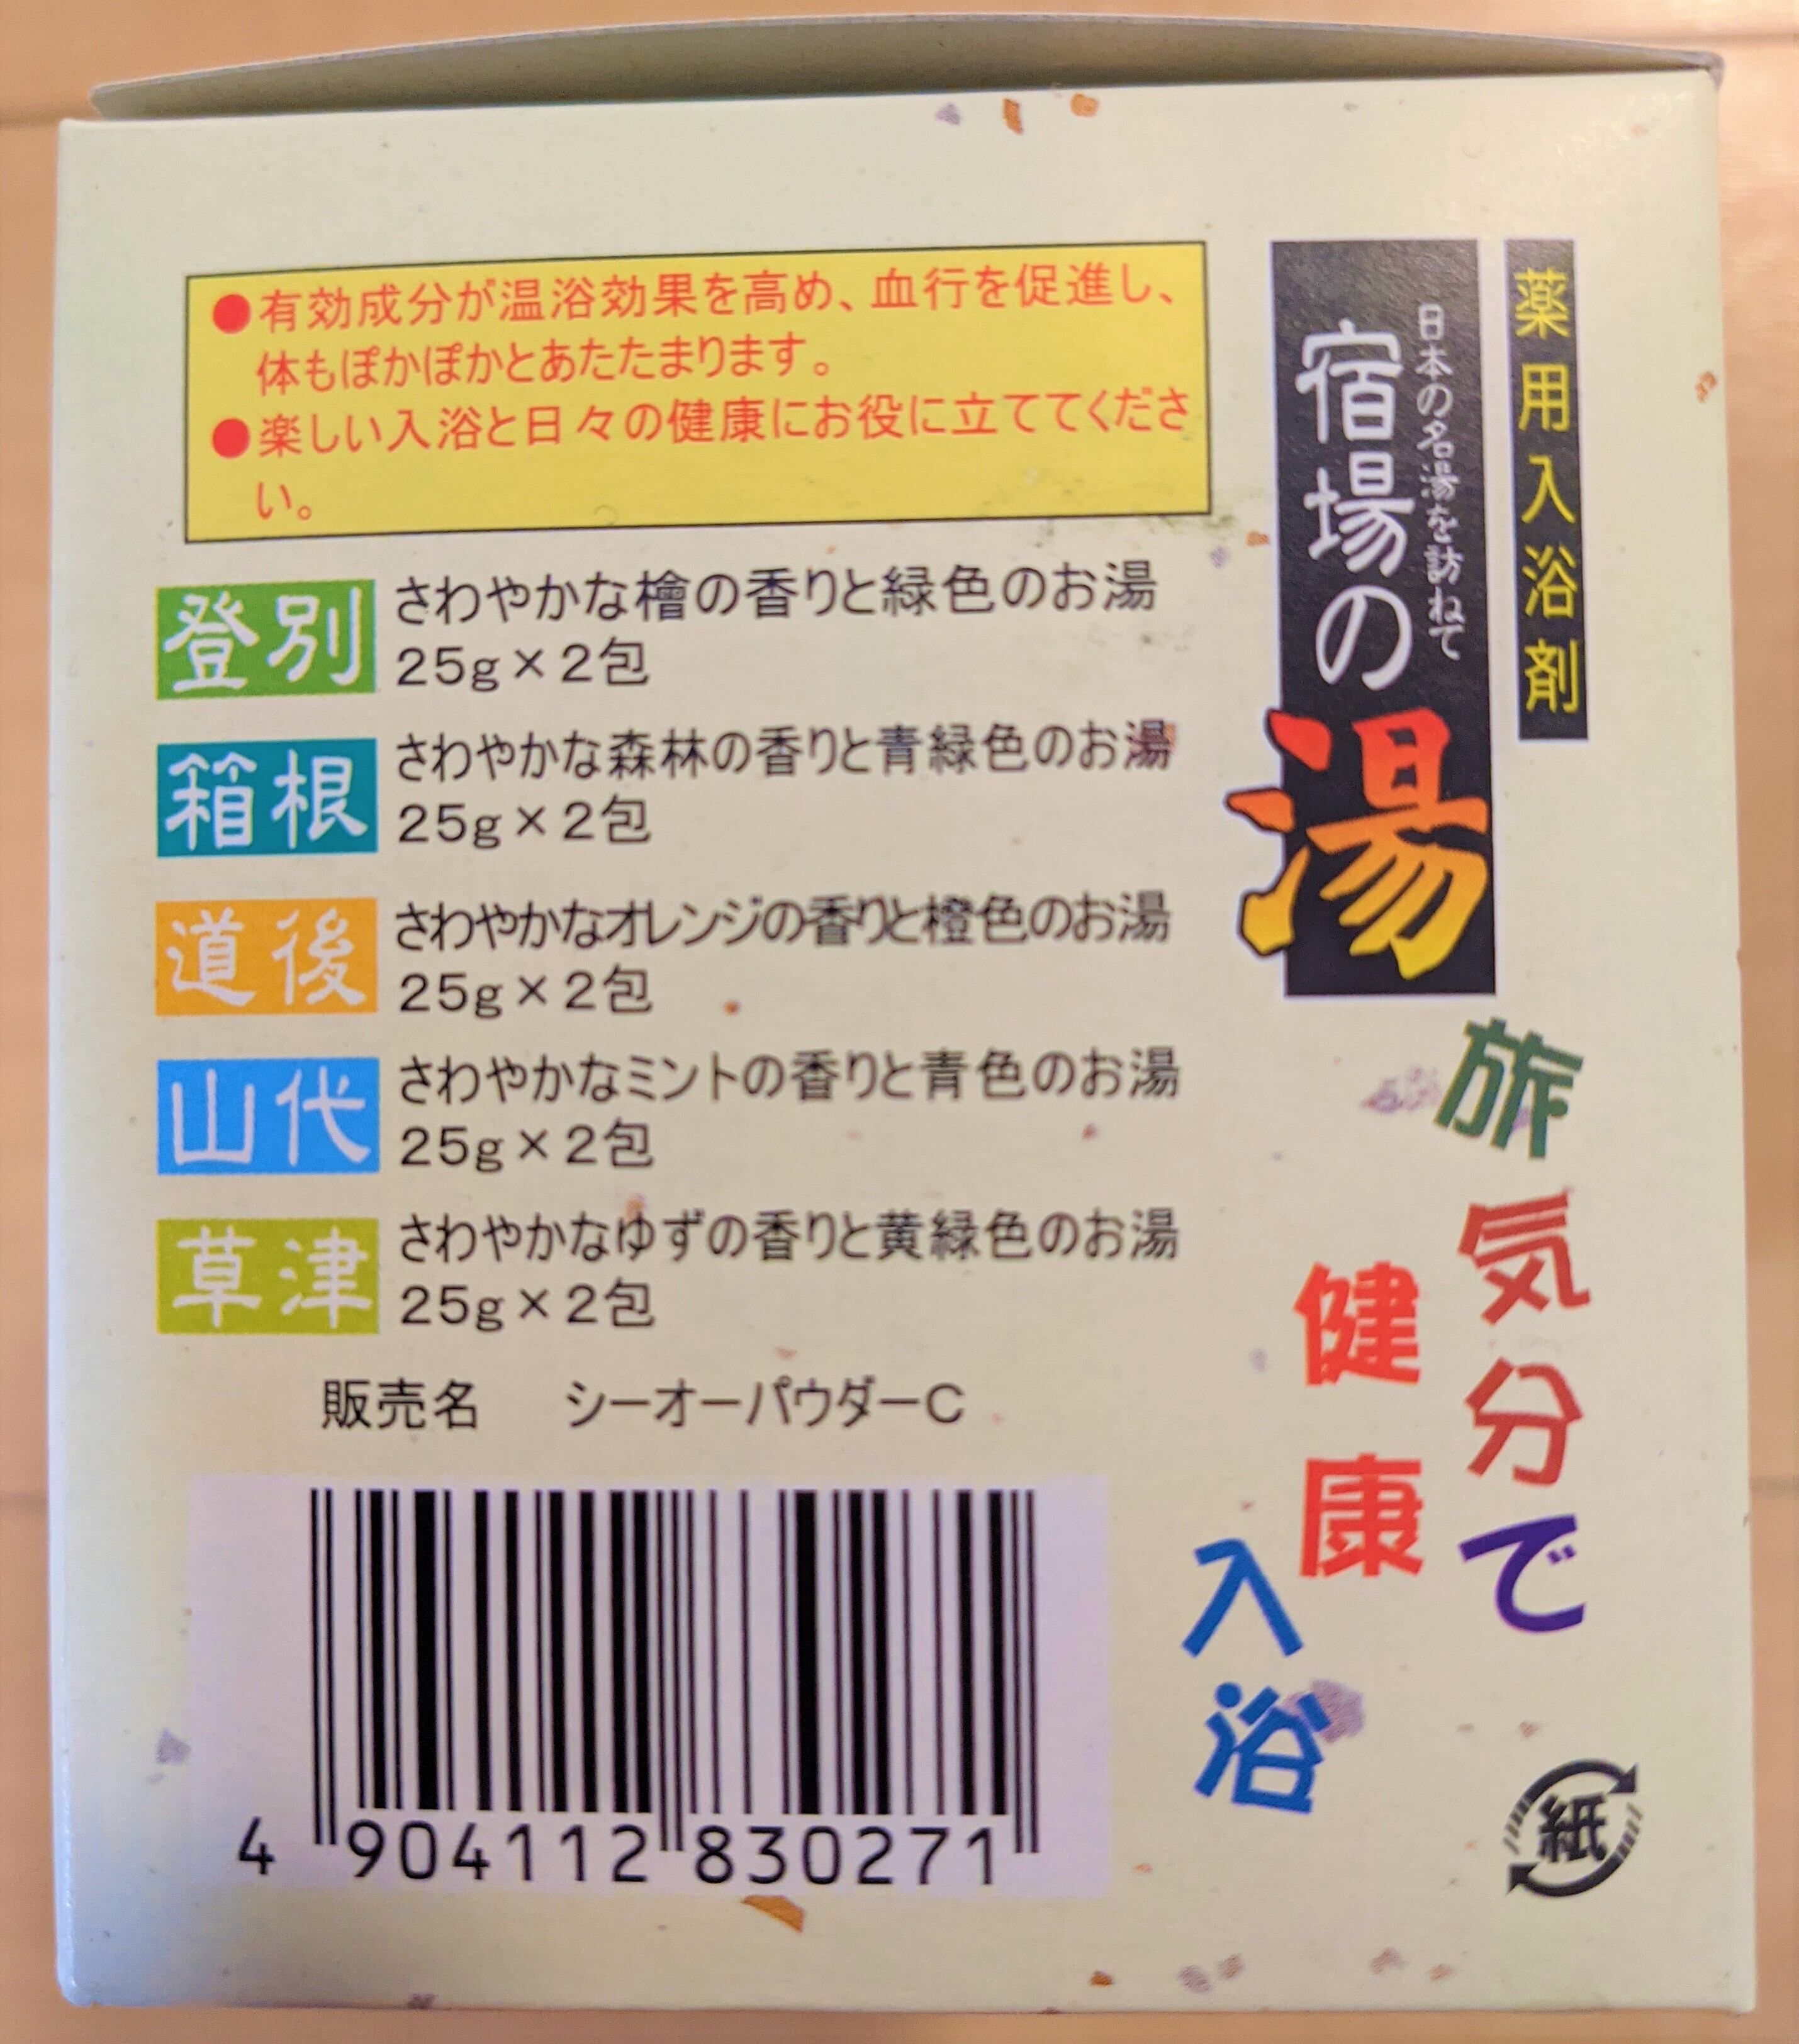 薬用入浴剤
日本の名湯を訪ねて
宿場の湯
●有効成分が温浴効果を高め、血行を促進し、
体もぽかぽかとあたたまります。
●楽しい入浴と日々の健康にお役に立ててくださ
い。
登別 さわやかな檜の香りと緑色のお湯
25g×2包
箱根 さわやかな森林の香りと青緑色のお湯
25g×2包
道後 さわやかなオレンジの香りと橙色のお湯
25g×2包
山代 さわやかなミントの香りと青色のお湯
25g×2包
草津 さわやかなゆずの香りと黄緑色のお湯
25g×2包
販売名 シーオーパウダーC
4 904112 830271
旅気分で
健康
入浴
紙